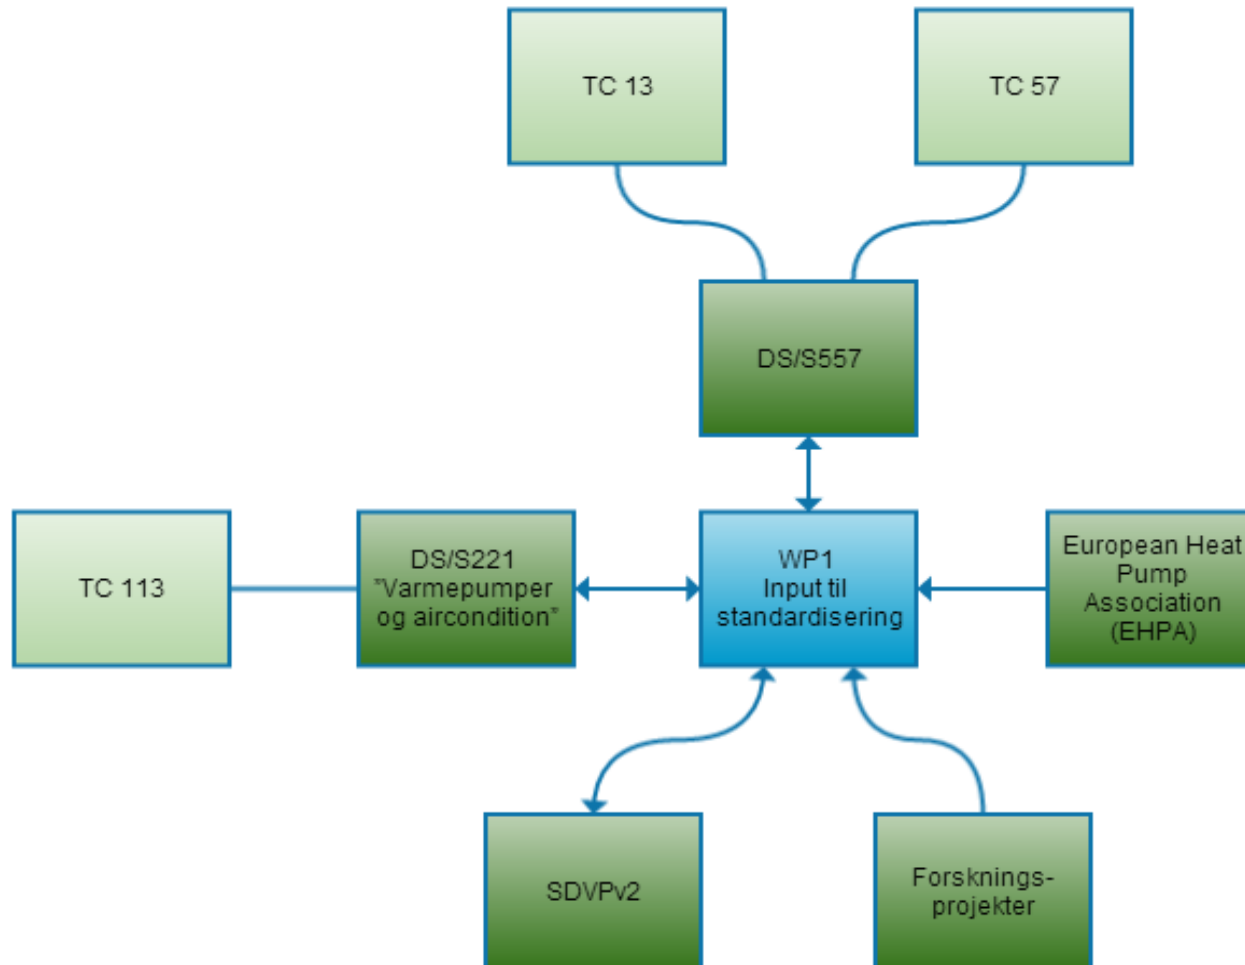 TC 13
TC 57
DS/S557
TC 113
DS/S221
"Varmepumper
og aircondition"
WP1
Input til
standardisering
European Heat
Pump
Association
(EHPA)
SDVPv2
Forsknings-
projekter